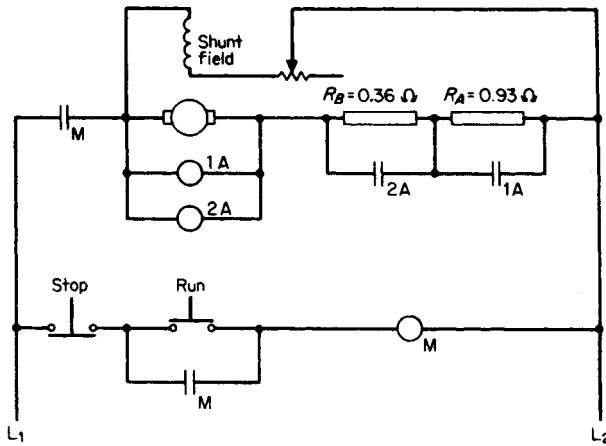 Shunt
field
R_B = 0.36 Ω
R_A = 0.93 Ω
M
1A
2A
2A
1A
Stop
Run
M
M
L₁
L₂